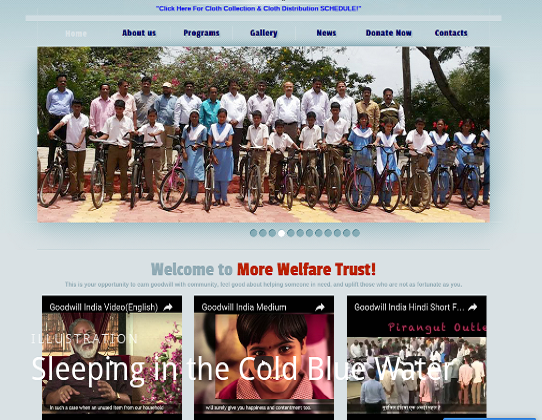 "Click Here For Cloth Collection & Cloth Distribution SCHEDULE!"
Home About us Programs Gallery News Donate Now Contacts
Welcome to More Welfare Trust!
This is your opportunity to earn goodwill with community, feel good about helping someone in need, and uplift those who are not as fortunate as you.
Goodwill India Video(English) Goodwill India Medium Goodwill India Hindi Short F...
Pirangut Outle
ILLUSTRATION
Sleeping in the Cold Blue Water
In such a case when an unused item from our household will surely give you happiness and contentment too.